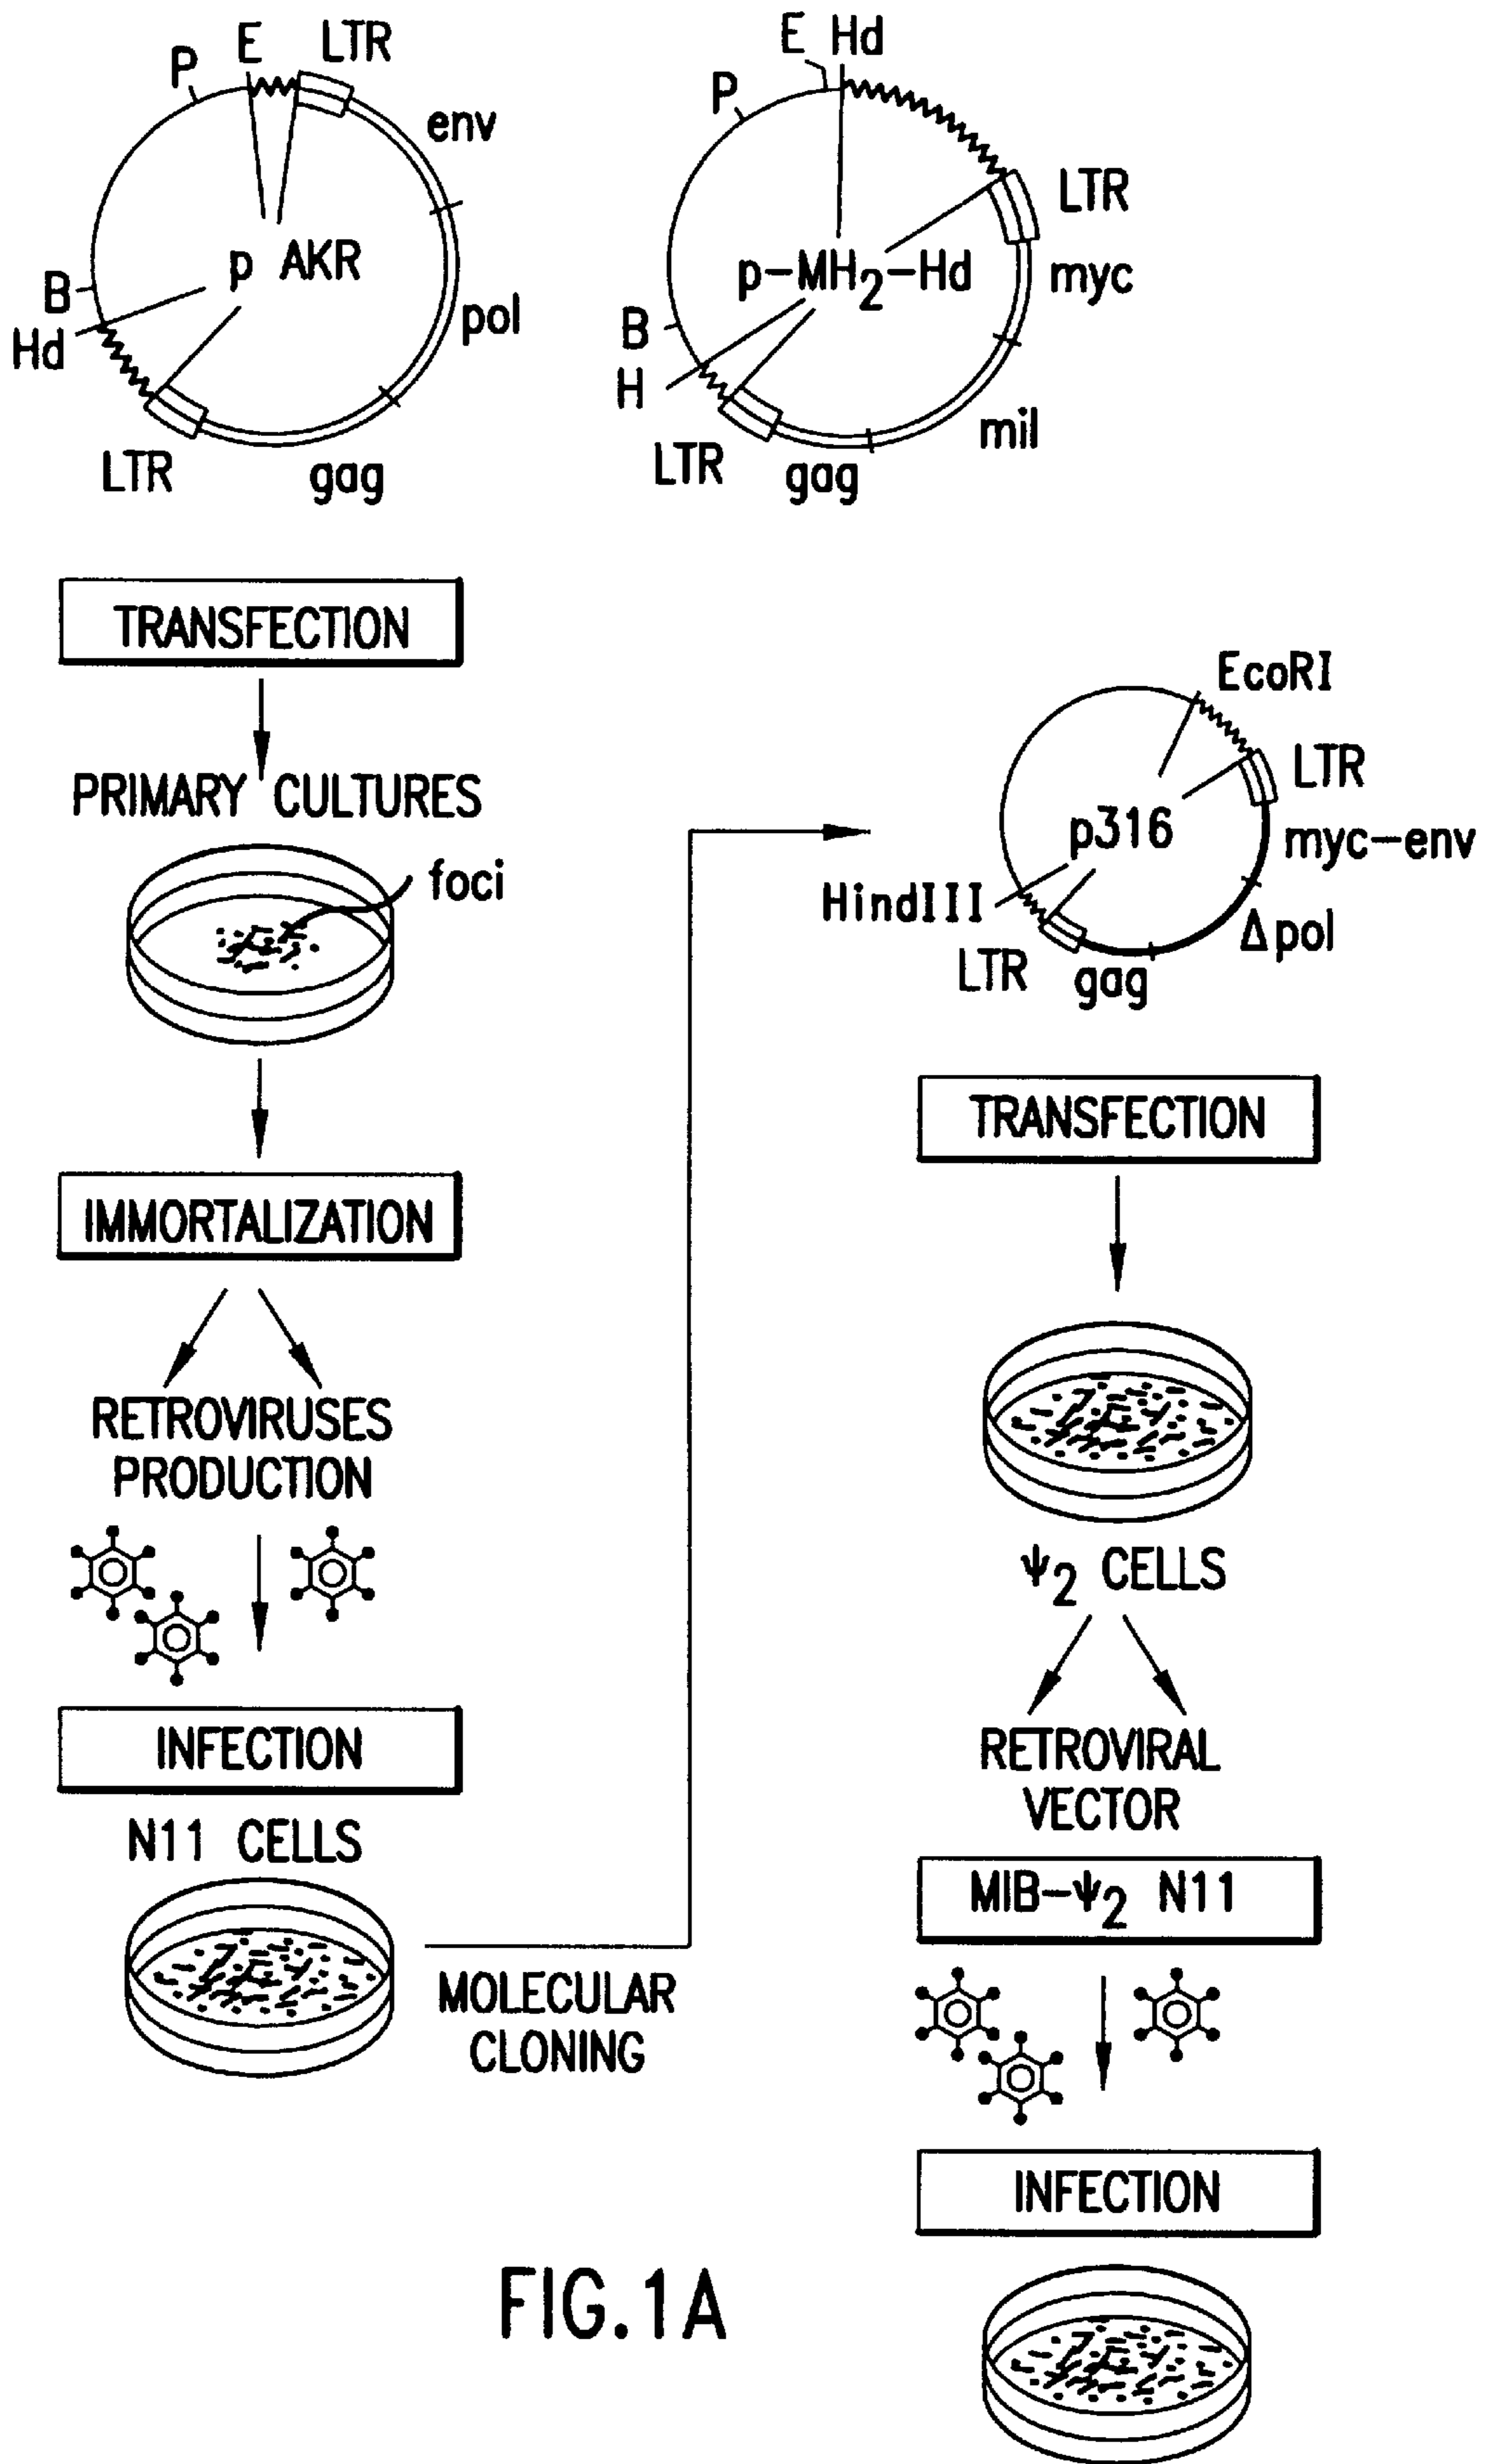 E LTR
P
env
p AKR
B
Hd
pol
LTR
gag
E Hd
P
LTR
p-MH2-Hd
myc
B
H
mil
LTR
gag
TRANSFECTION
PRIMARY CULTURES
foci
IMMORTALIZATION
RETROVIRUSES
PRODUCTION
INFECTION
N11 CELLS
MOLECULAR
CLONING
EcoRI
LTR
p316
myc-env
HindIII
Δpol
LTR
gag
TRANSFECTION
ψ2 CELLS
RETROVIRAL
VECTOR
MIB-ψ2 N11
INFECTION
FIG.1A